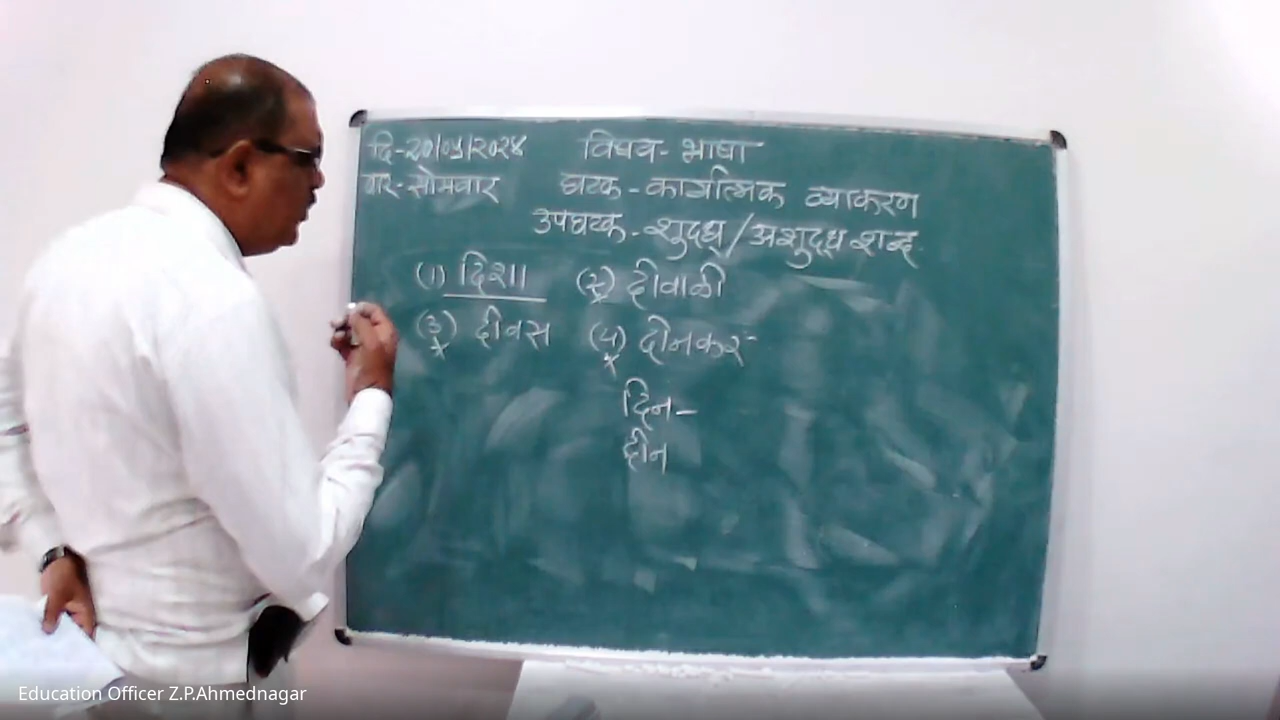 दि-२०/०५/२०२४ विषय-भाषा
वार-सोमवार घटक-कार्यात्मक व्याकरण
उपघटक-शुद्ध/अशुद्ध शब्द.
(१) दिशा (२) दीवाळी
(३) दीवस (४) दीनकर
दिन-
दीन
Education Officer Z.P.Ahmednagar